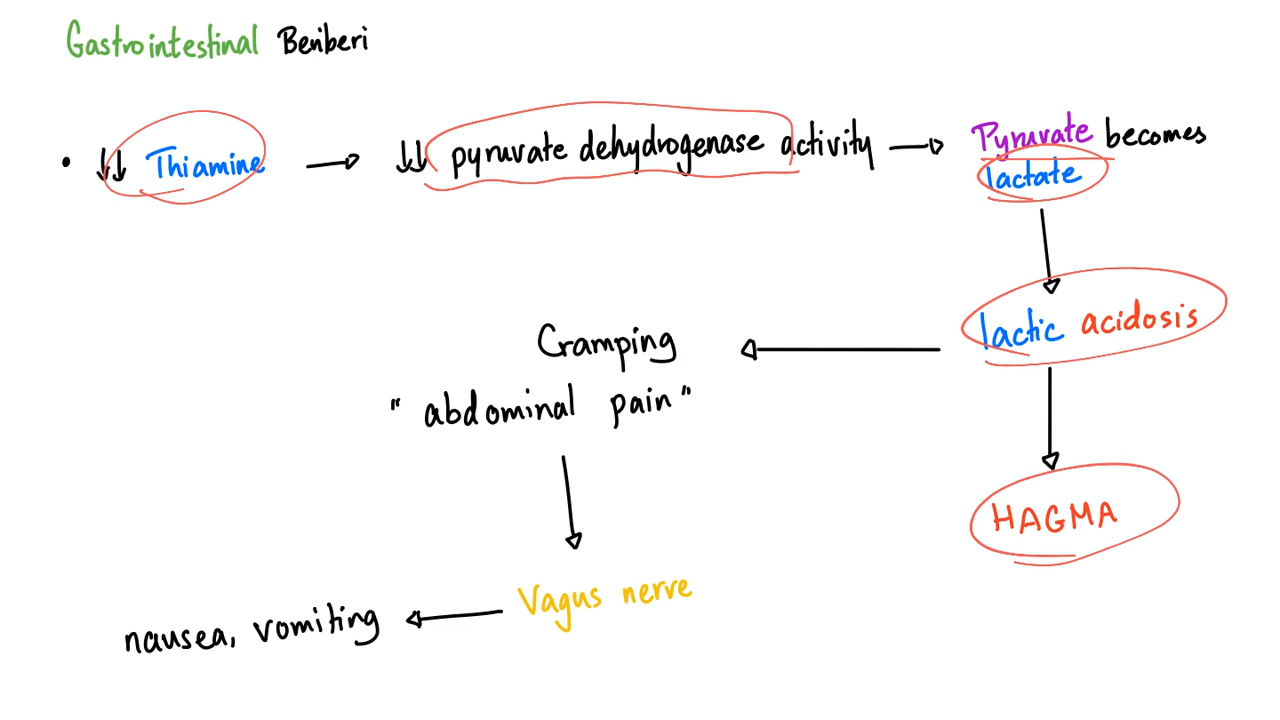 Gastrointestinal Beriberi
• ↓↓ Thiamine → ↓↓ pyruvate dehydrogenase activity → Pyruvate becomes
lactate
lactic acidosis
Cramping
"abdominal pain"
HAGMA
Vagus nerve
nausea, vomiting